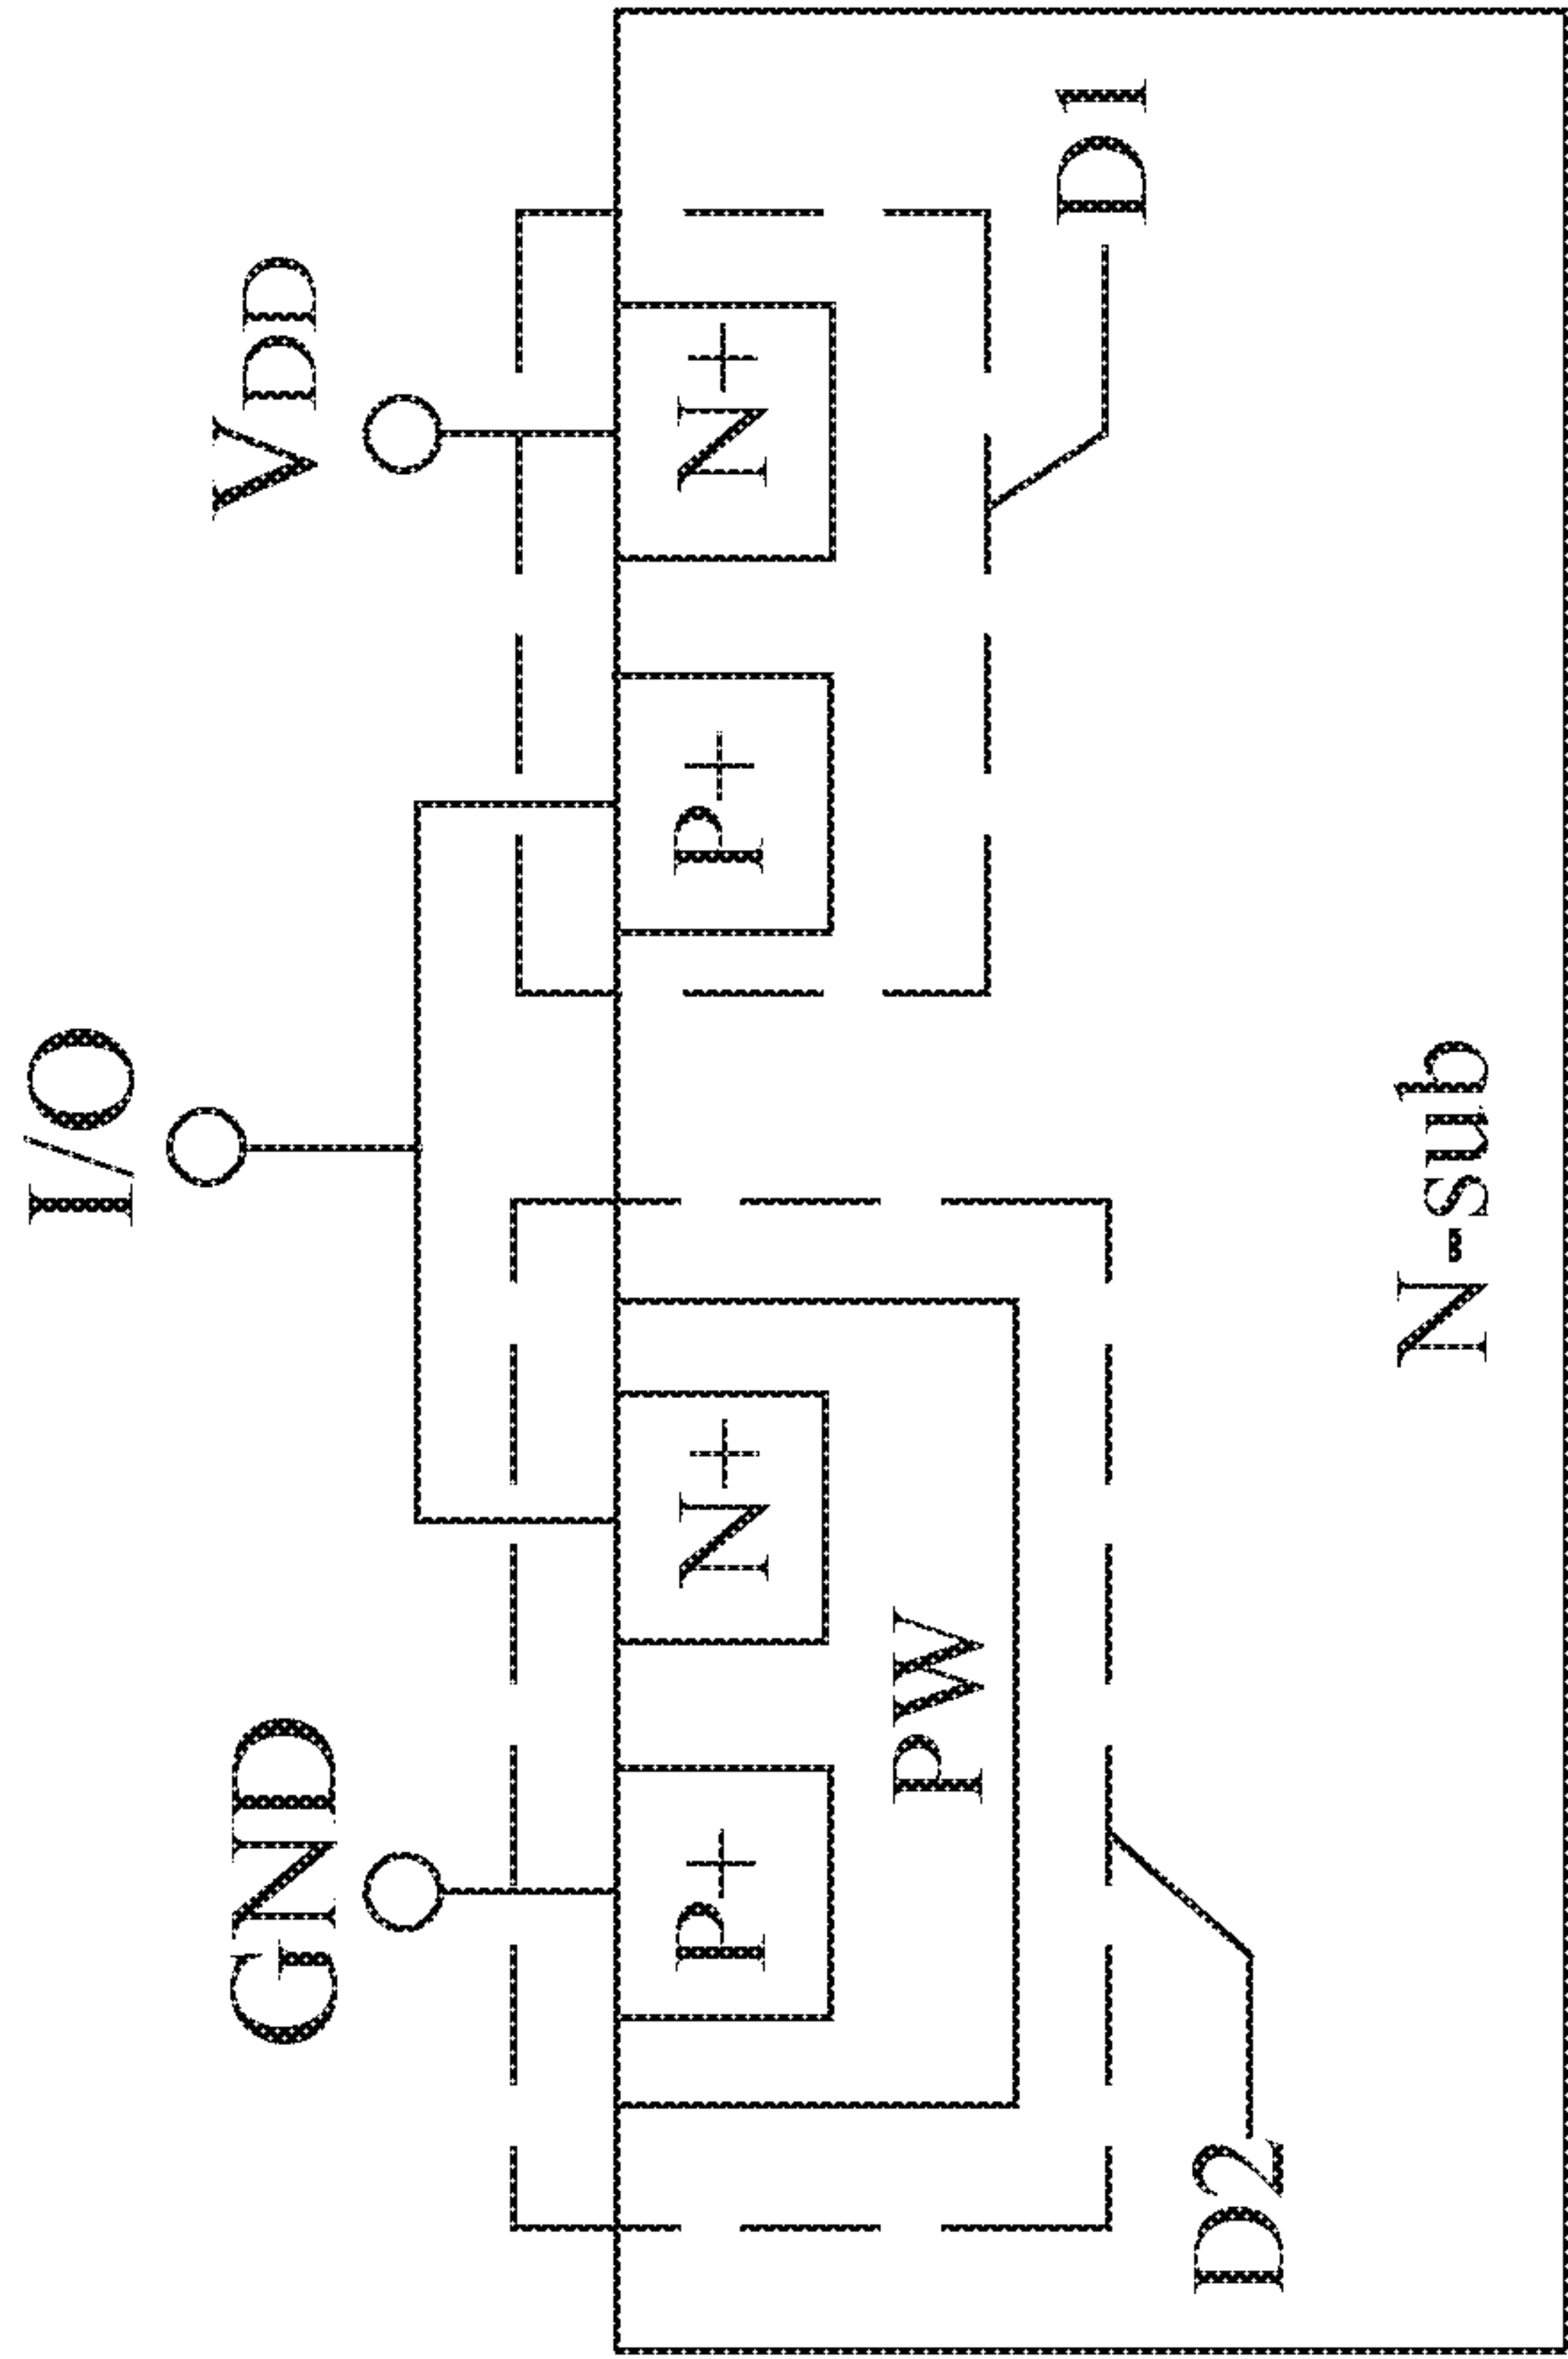 I/O
GND
VDD
P+
N+
P+
N+
PW
D1
D2
N-sub